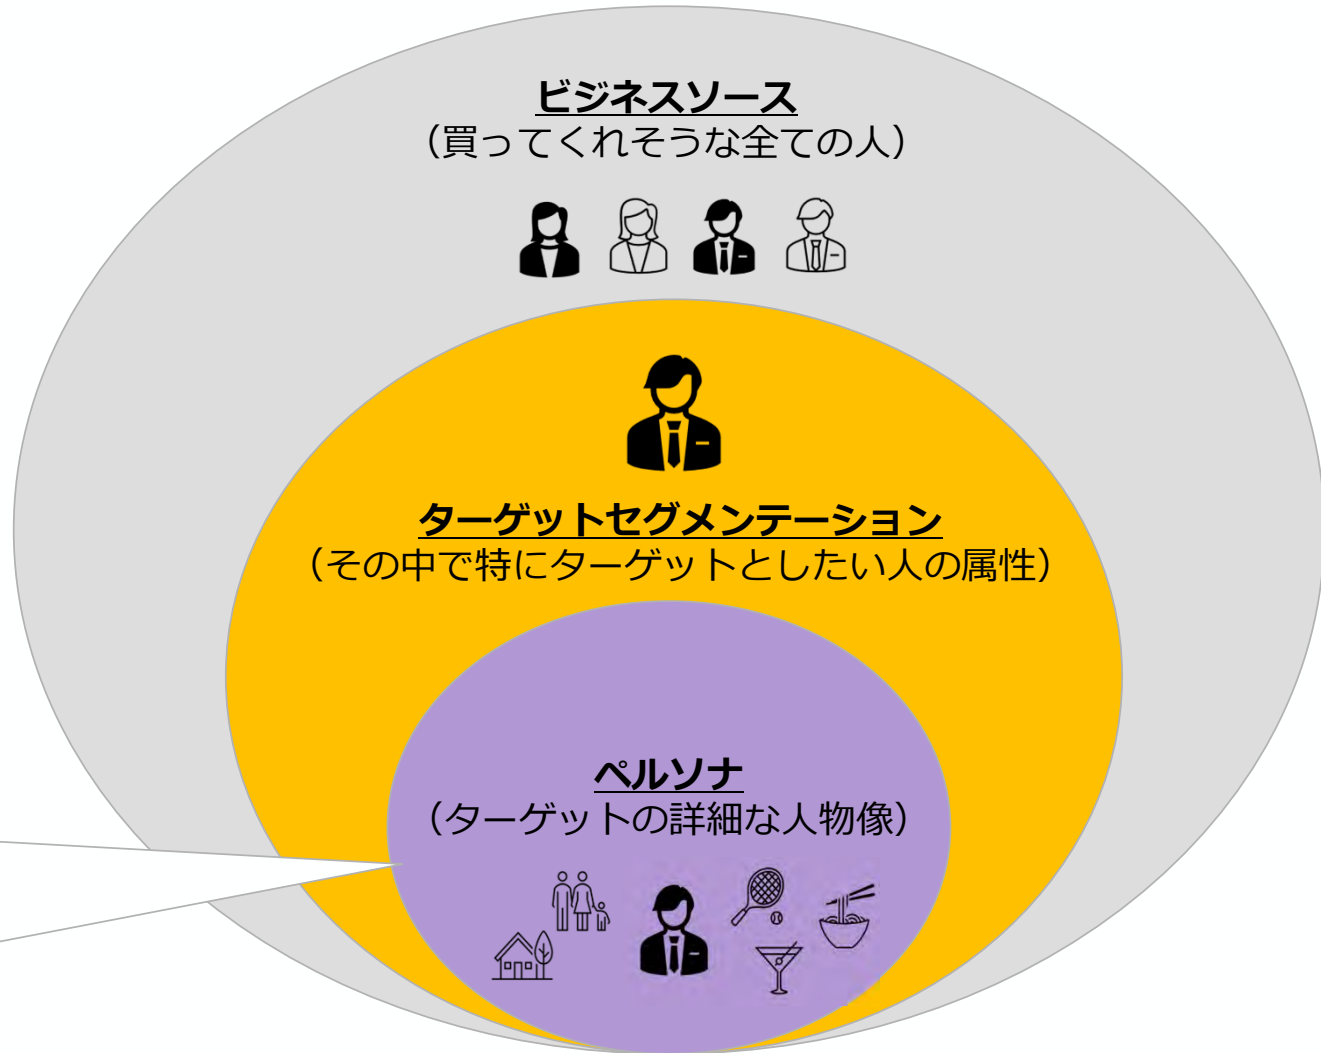 ビジネスソース
（買ってくれそうな全ての人）
ターゲットセグメンテーション
（その中で特にターゲットとしたい人の属性）
ペルソナ
（ターゲットの詳細な人物像）